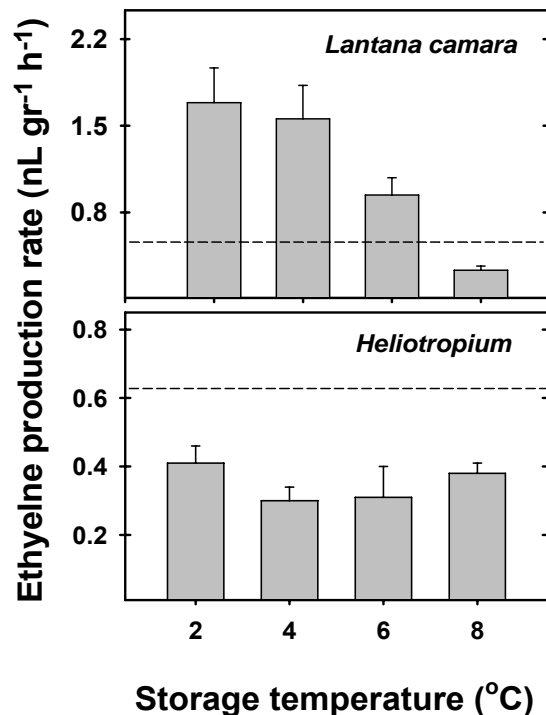 Ethyelne production rate (nL gr-1 h-1)
Lantana camara
2.2
1.5
0.8
Heliotropium
0.8
0.6
0.4
0.2
2 4 6 8
Storage temperature (oC)